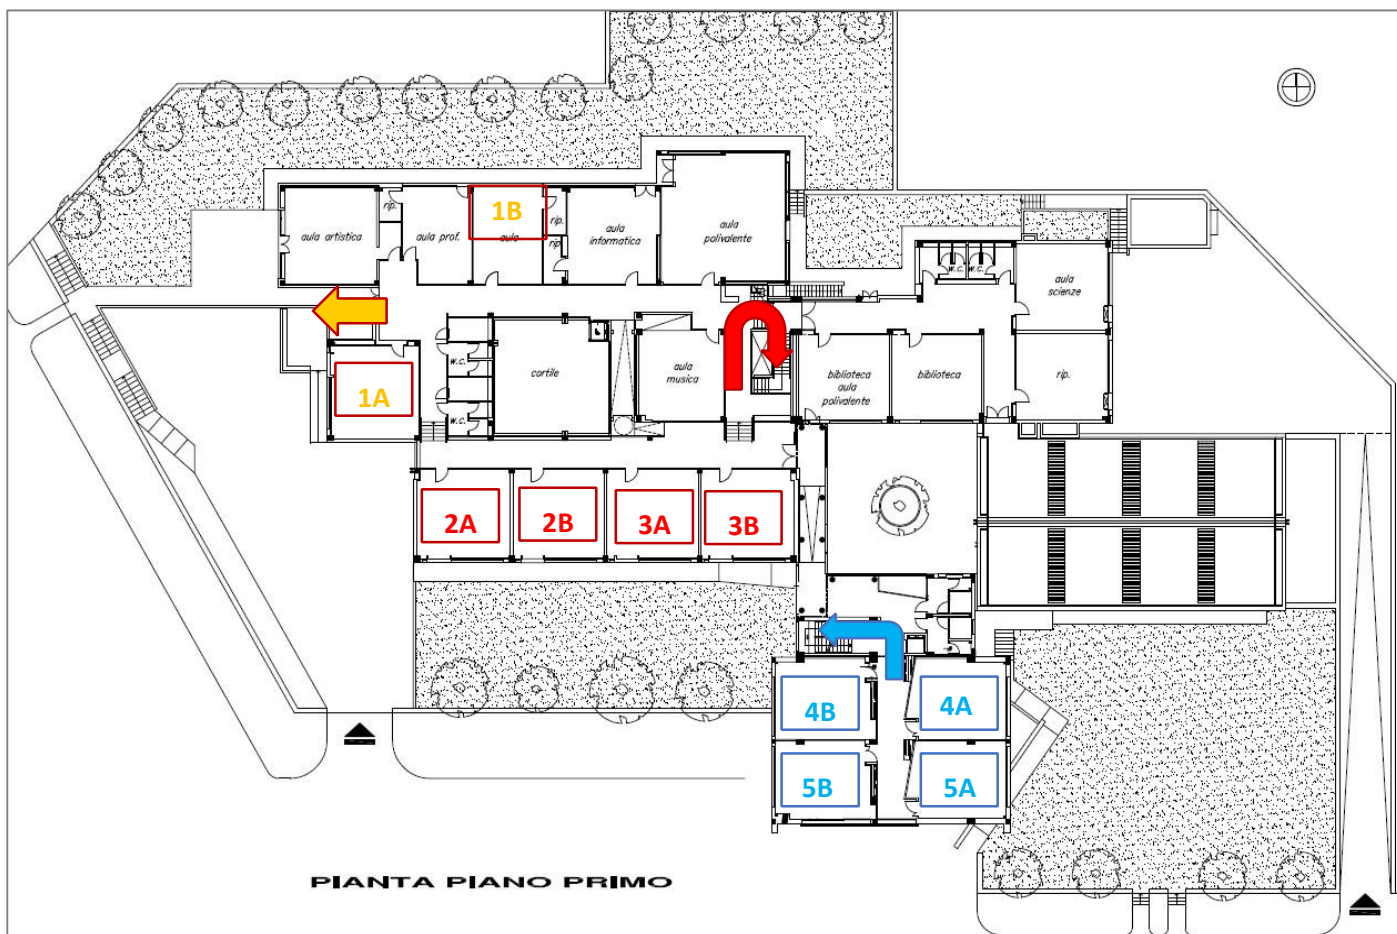 1B
rip.
rip.
rip.
aula artistica
aula prof.
aula
aula
informatica
aula
polivalente
w.c.
w.c.
aula
scienze
w.c.
w.c.
cortile
aula
musica
biblioteca
aula
polivalente
biblioteca
rip.
1A
2A
2B
3A
3B
4B
4A
5B
5A
PIANTA PIANO PRIMO